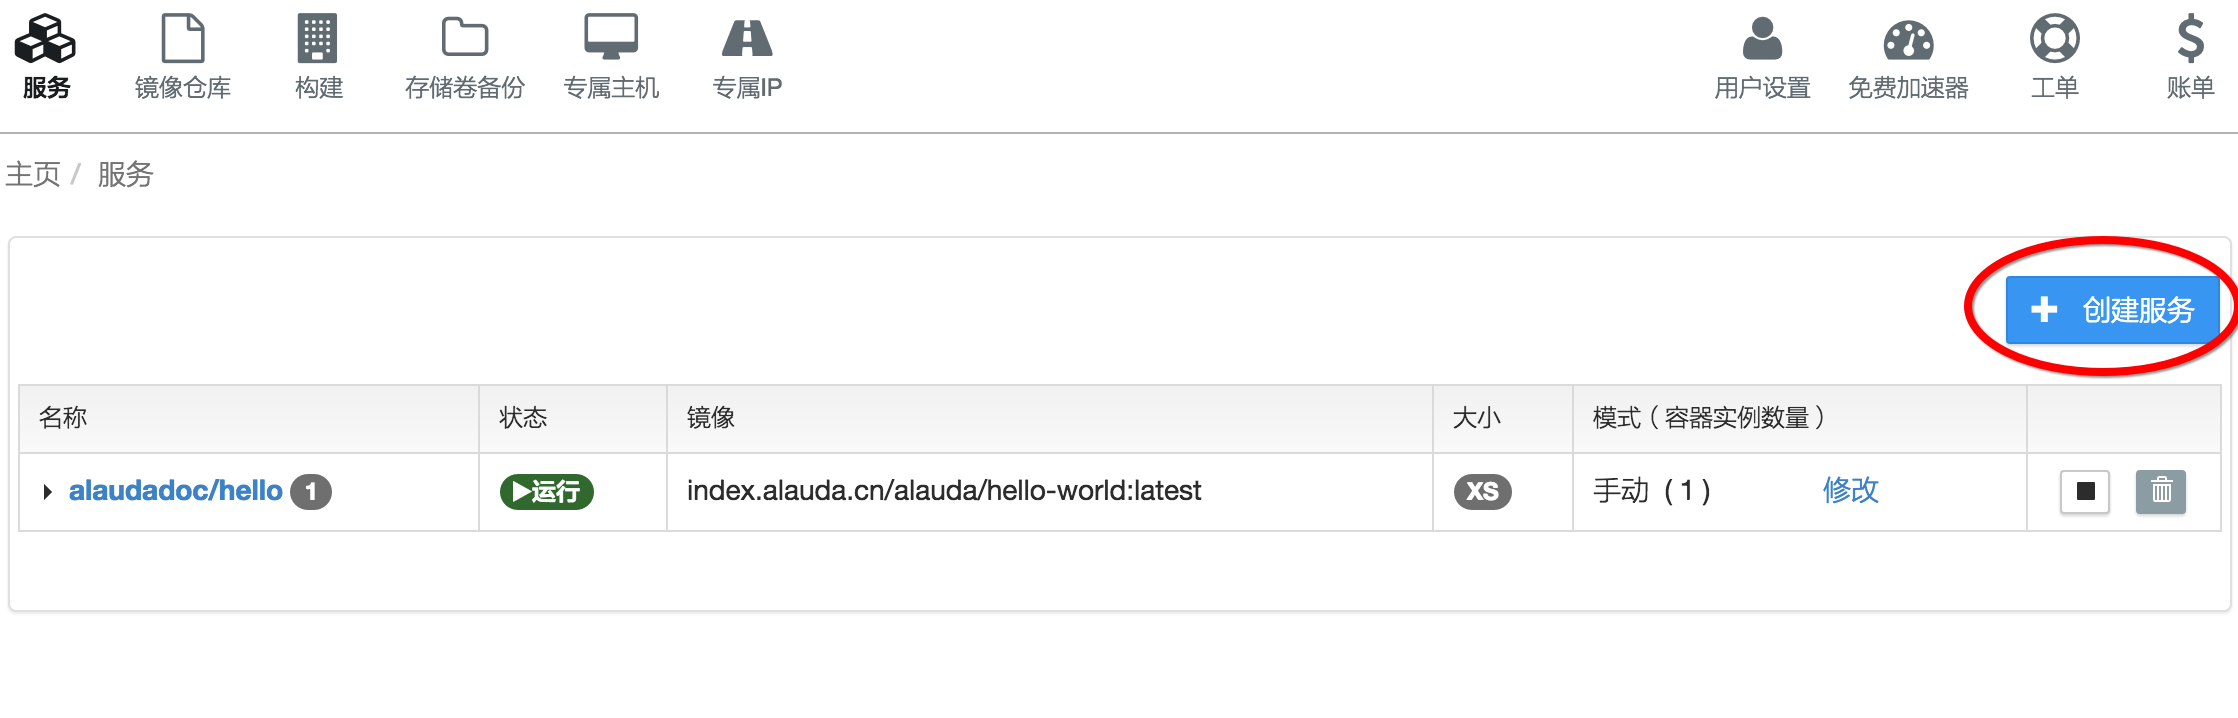 服务 镜像仓库 构建 存储卷备份 专属主机 专属IP 用户设置 免费加速器 工单 账单
主页 / 服务
创建服务
名称 状态 镜像 大小 模式（容器实例数量）
alaudadoc/hello 1 运行 index.alauda.cn/alauda/hello-world:latest XS 手动（1） 修改